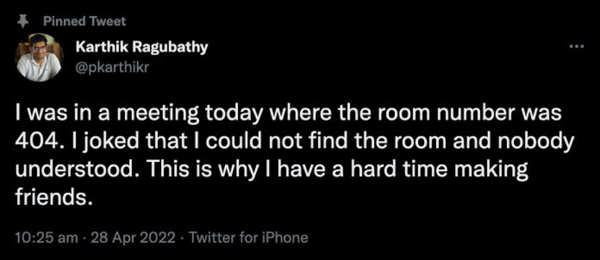 Pinned Tweet
Karthik Ragubathy
@pkarthikr
I was in a meeting today where the room number was
404. I joked that I could not find the room and nobody
understood. This is why I have a hard time making
friends.
10:25 am · 28 Apr 2022 · Twitter for iPhone